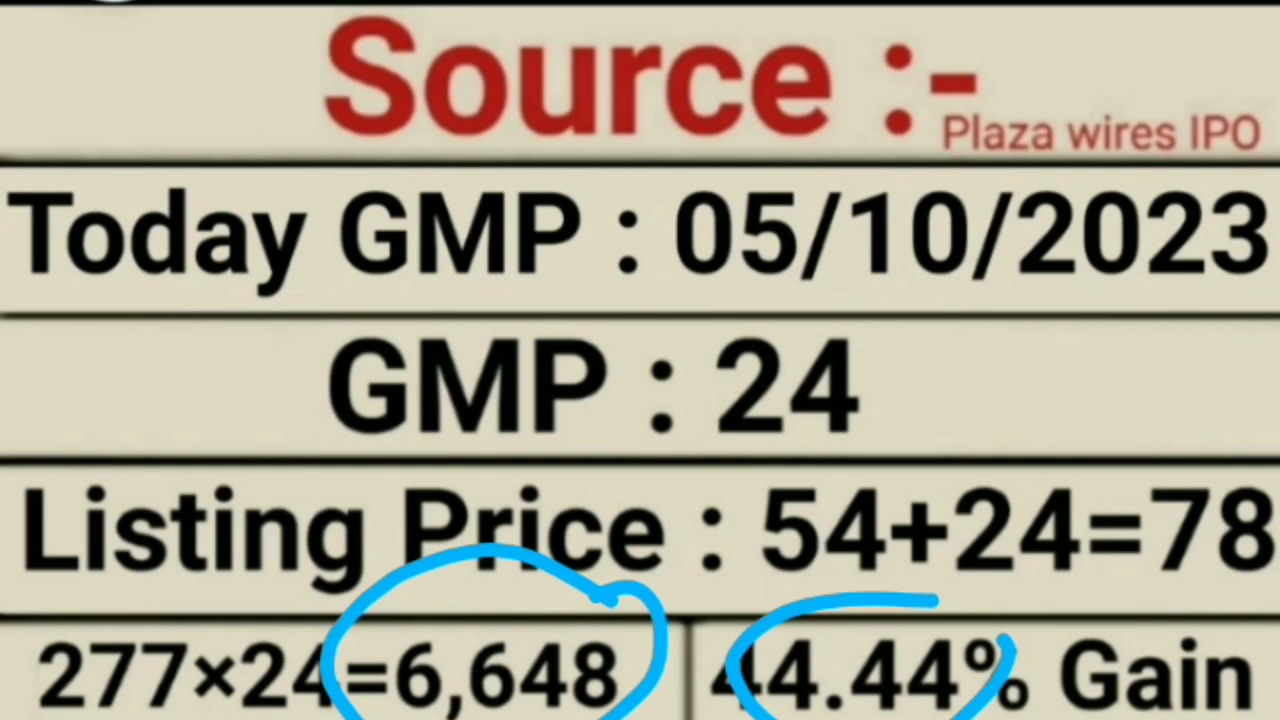 Source :-
Plaza wires IPO
Today GMP : 05/10/2023
GMP : 24
Listing Price : 54+24=78
277×24=6,648
44.44% Gain